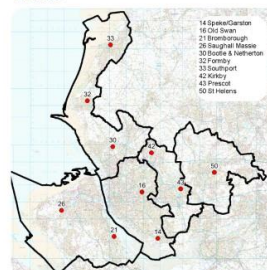 14 Speke/Garston
16 Old Swan
21 Bromborough
26 Saughall Massie
30 Bootle & Netherton
32 Formby
33 Southport
42 Kirkby
43 Prescot
50 St Helens
33
32
30
42
50
16
43
26
21
14